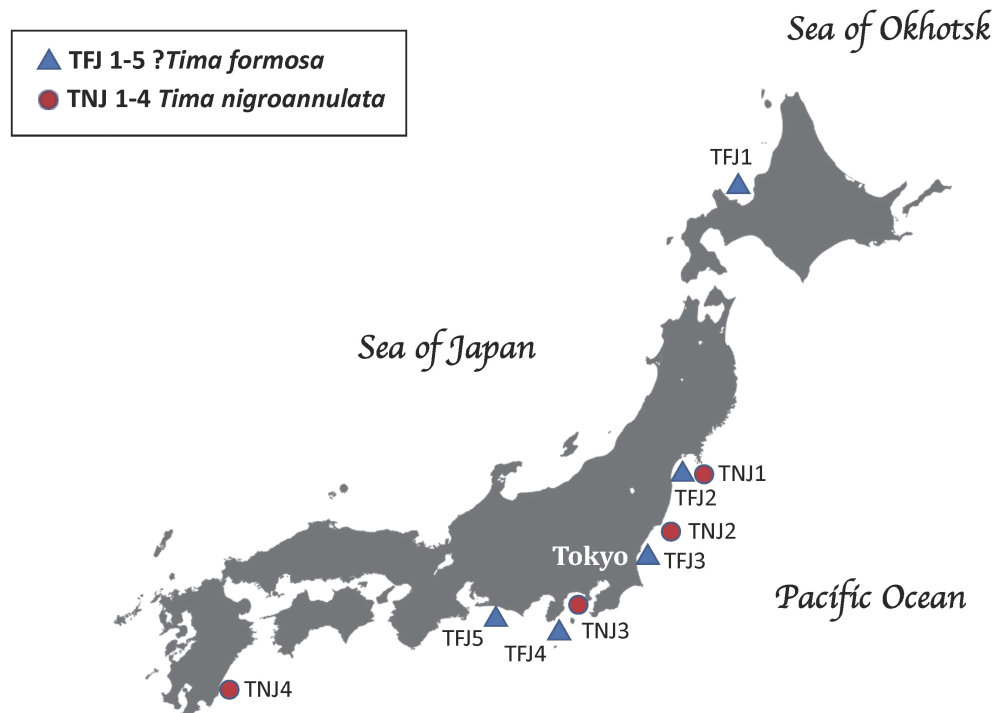 Sea of Okhotsk
TFJ 1-5 ?Tima formosa
TNJ 1-4 Tima nigroannulata
TFJ1
Sea of Japan
TNJ1
TFJ2
TNJ2
Tokyo
TFJ3
Pacific Ocean
TNJ3
TFJ5
TFJ4
TNJ4